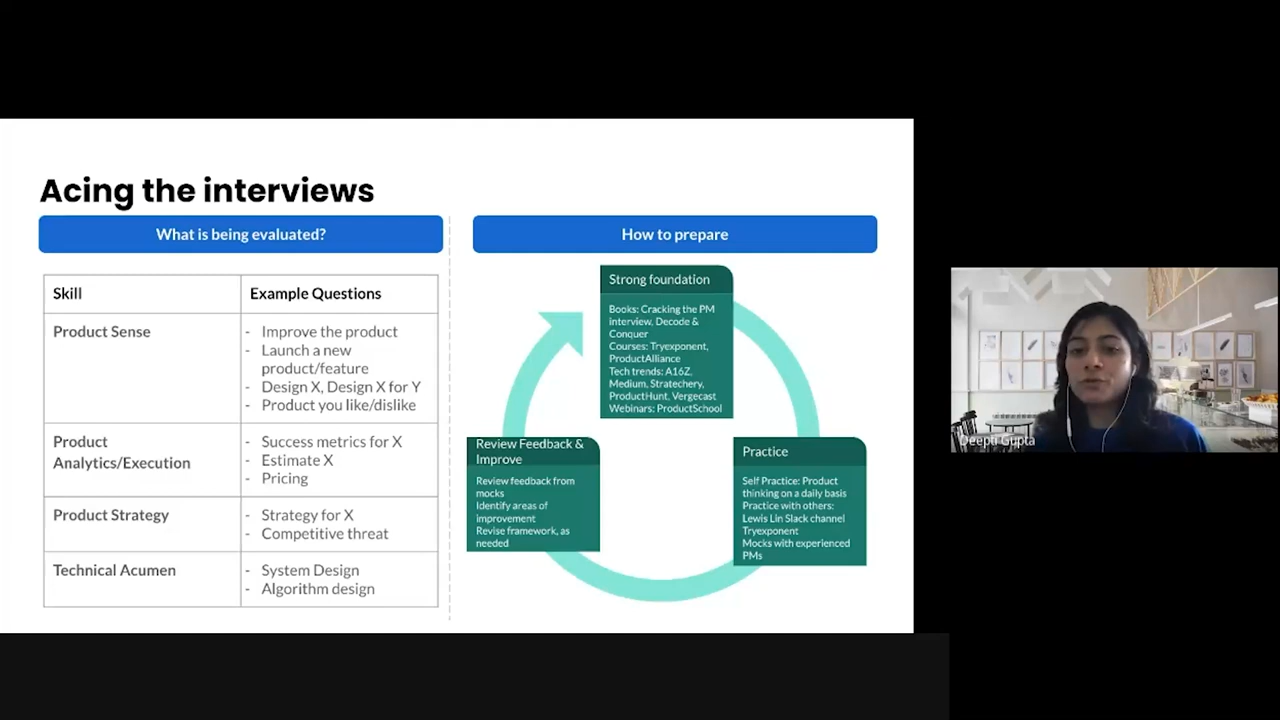 Acing the interviews
What is being evaluated?
Skill
Example Questions
Product Sense
- Improve the product
- Launch a new
product/feature
- Design X, Design X for Y
- Product you like/dislike
Product
Analytics/Execution
- Success metrics for X
- Estimate X
- Pricing
Product Strategy
- Strategy for X
- Competitive threat
Technical Acumen
- System Design
- Algorithm design
How to prepare
Strong foundation
Books: Cracking the PM
interview, Decode &
Conquer
Courses: Tryexponent,
ProductAlliance
Tech trends: A16Z,
Medium, Stratechery,
ProductHunt, Vergecast
Webinars: ProductSchool
Practice
Self Practice: Product
thinking on a daily basis
Practice with others:
Lewis Lin Slack channel
Tryexponent
Mocks with experienced
PMs
Review Feedback &
Improve
Review feedback from
mocks
Identify areas of
improvement
Revise framework, as
needed
Deepti Gupta